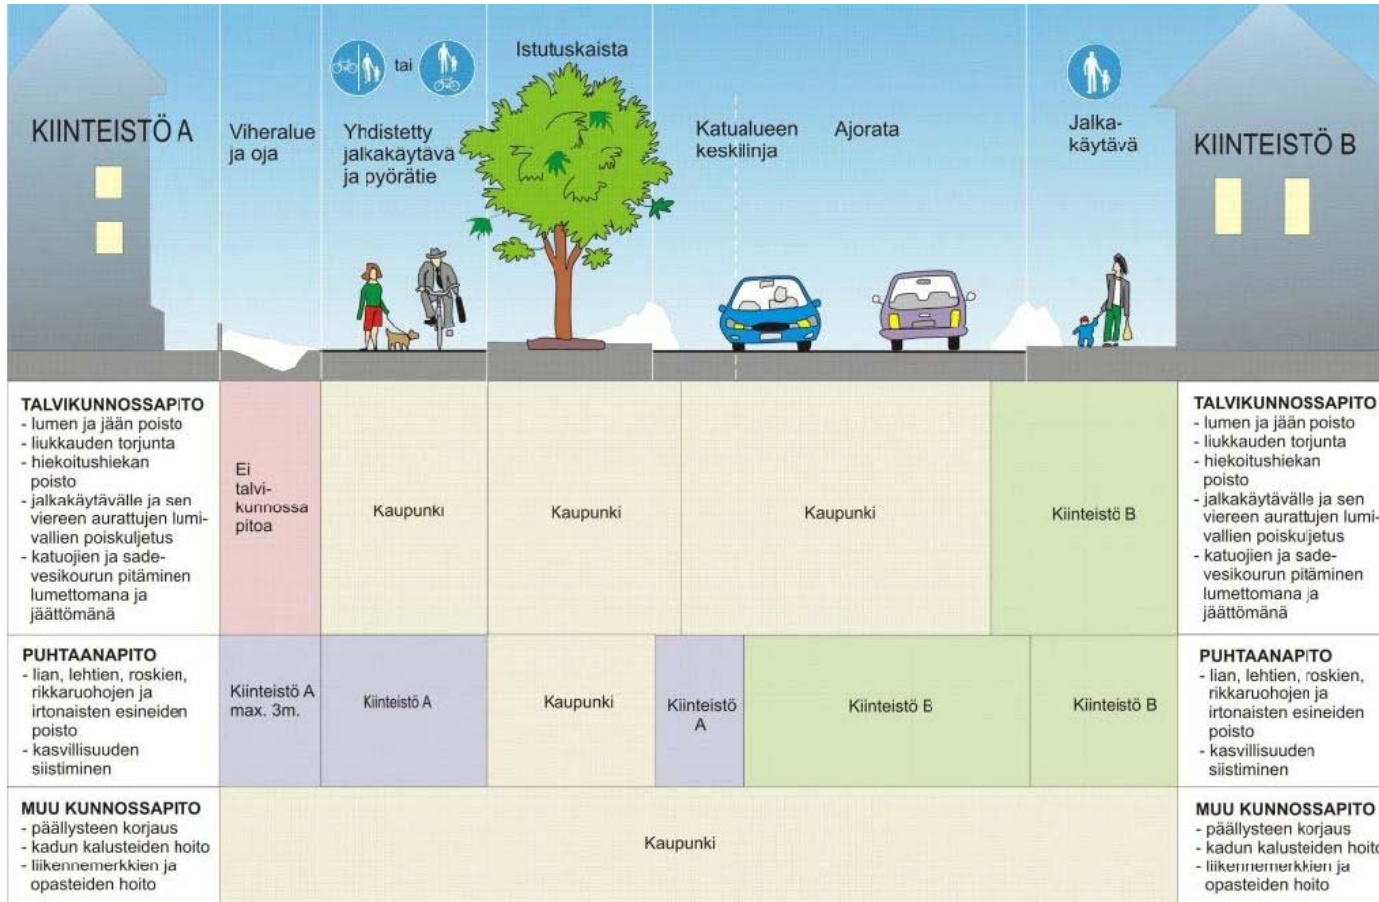 tai
Istutuskaista
KIINTEISTÖ A
Viheralue
ja oja
Yhdistetty
jalkakäytävä
ja pyörätie
Katualueen
keskilinja
Ajorata
Jalka-
käytävä
KIINTEISTÖ B
TALVIKUNNOSSAPITO
- lumen ja jään poisto
- liukkauden torjunta
- hiekoitushiekan
poisto
- jalkakäytävälle ja sen
viereen aurattujen lumi-
vallien poiskuljetus
- katuojien ja sade-
vesikourun pitäminen
lumettomana ja
jäättömänä
Ei
talvi-
kunnossa
pitoa
Kaupunki
Kaupunki
Kaupunki
Kiinteistö B
TALVIKUNNOSSAPITO
- lumen ja jään poisto
- liukkauden torjunta
- hiekoitushiekan
poisto
- jalkakäytävälle ja sen
viereen aurattujen lumi-
vallien poiskuljetus
- katuojien ja sade-
vesikourun pitäminen
lumettomana ja
jäättömänä
PUHTAANAPITO
- lian, lehtien, roskien,
rikkaruohojen ja
irtonaisten esineiden
poisto
- kasvillisuuden
siistiminen
Kiinteistö A
max. 3m.
Kiinteistö A
Kaupunki
Kiinteistö
A
Kiinteistö B
Kiinteistö B
PUHTAANAPITO
- lian, lehtien, roskien,
rikkaruohojen ja
irtonaisten esineiden
poisto
- kasvillisuuden
siistiminen
MUU KUNNOSSAPITO
- päällysteen korjaus
- kadun kalusteiden hoito
- liikennemerkkien ja
opasteiden hoito
Kaupunki
MUU KUNNOSSAPITO
- päällysteen korjaus
- kadun kalusteiden hoito
- liikennemerkkien ja
opasteiden hoito